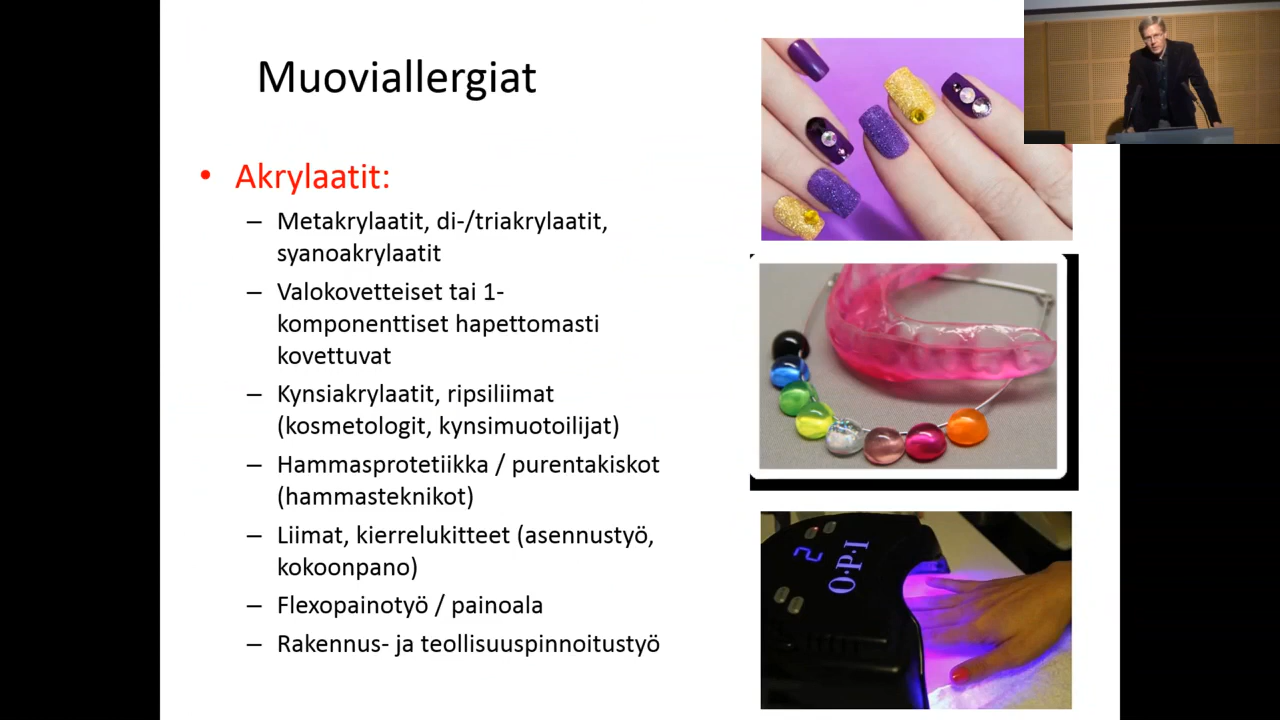 Muoviallergiat
• Akrylaatit:
– Metakrylaatit, di-/triakrylaatit,
syanoakrylaatit
– Valokovetteiset tai 1-
komponenttiset hapettomasti
kovettuvat
– Kynsiakrylaatit, ripsiliimat
(kosmetologit, kynsimuotoilijat)
– Hammasprotetiikka / purentakiskot
(hammasteknikot)
– Liimat, kierrelukitteet (asennustyö,
kokoonpano)
– Flexopainotyö / painoala
– Rakennus- ja teollisuuspinnoitustyö
2
O·P·I